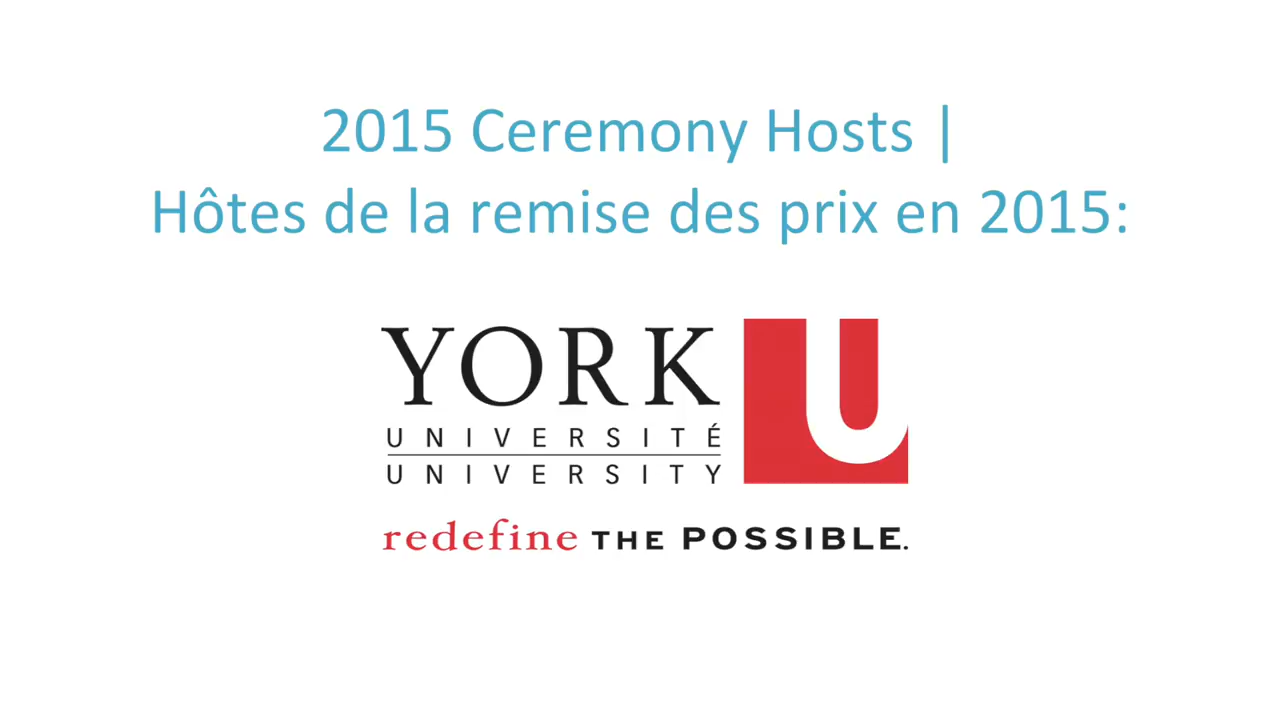 2015 Ceremony Hosts |
Hôtes de la remise des prix en 2015:
YORK U
UNIVERSITÉ
UNIVERSITY
redefine THE POSSIBLE.